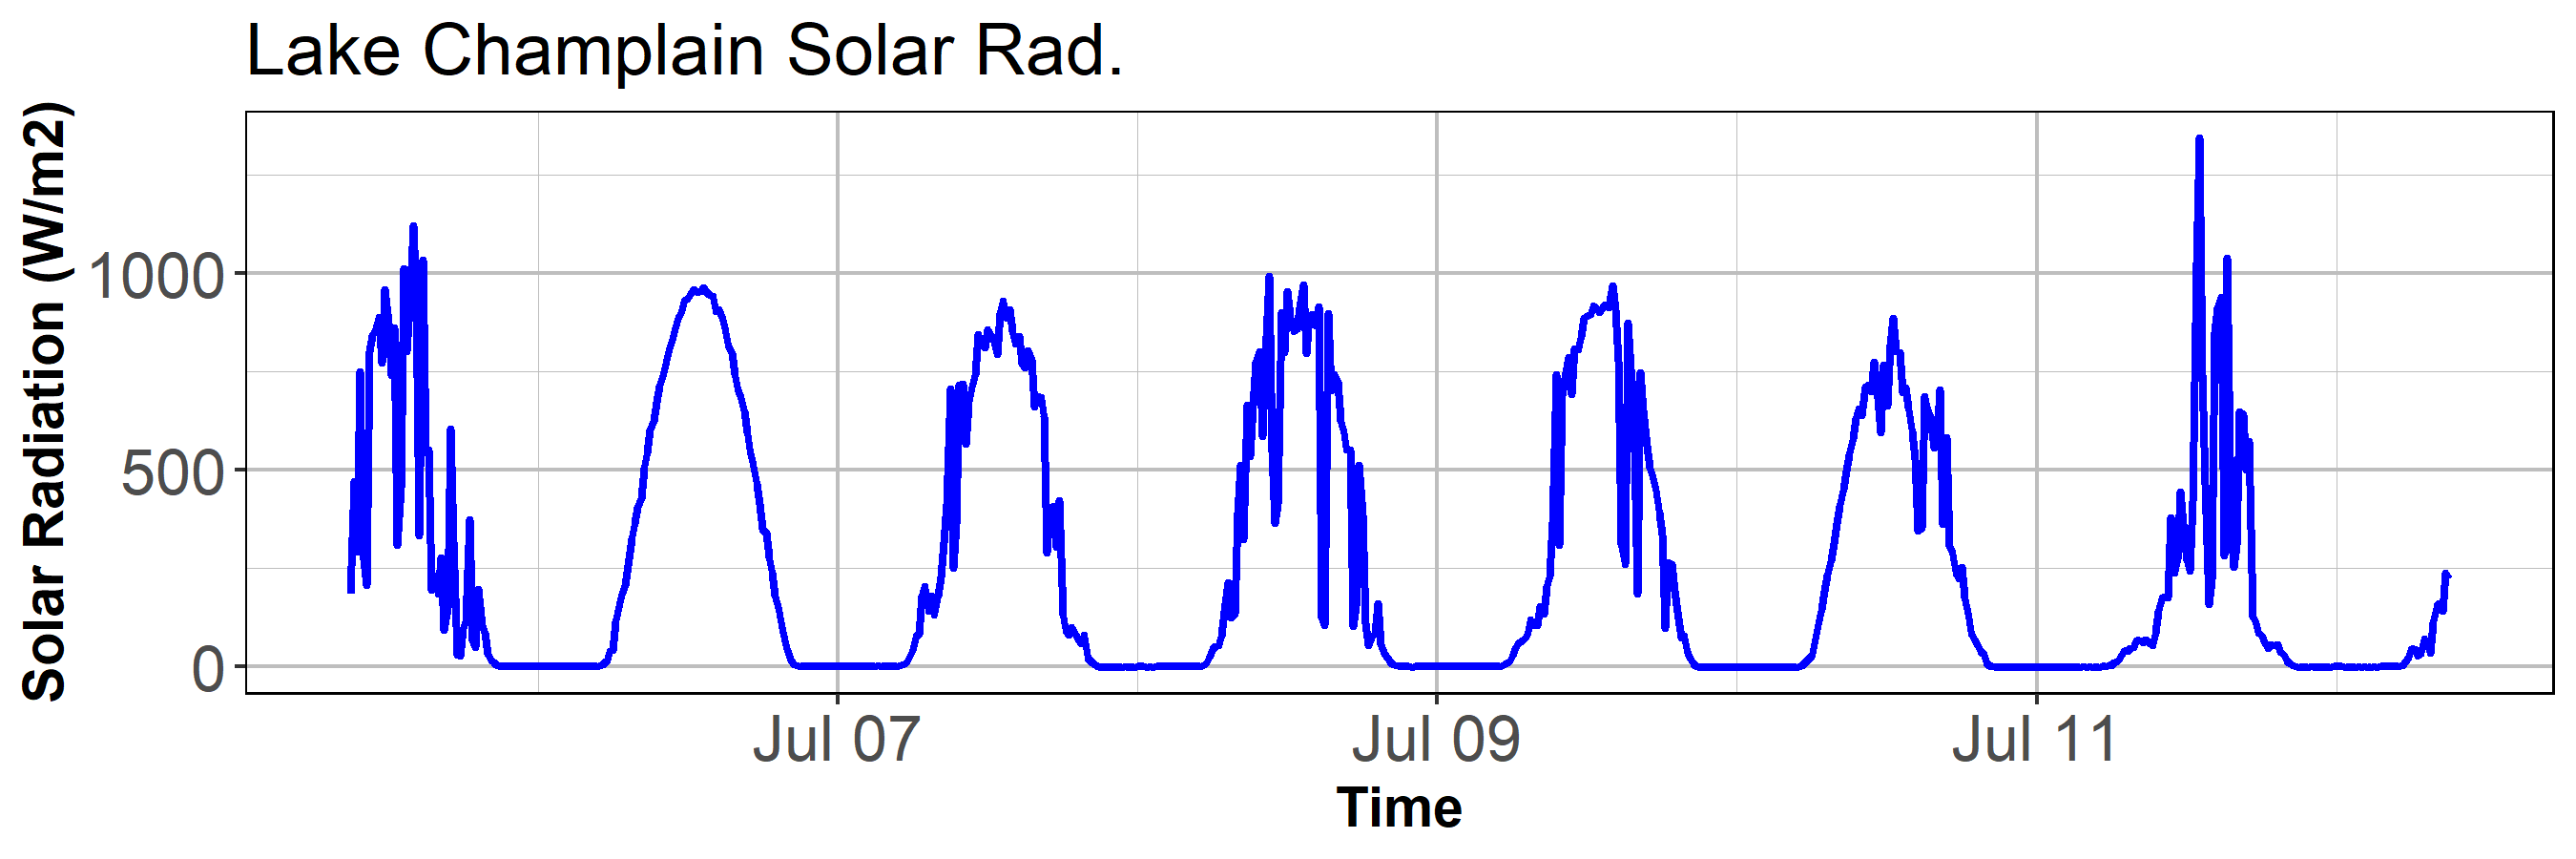 Lake Champlain Solar Rad.
Solar Radiation (W/m2)
1000
500
0
Jul 07
Jul 09
Jul 11
Time